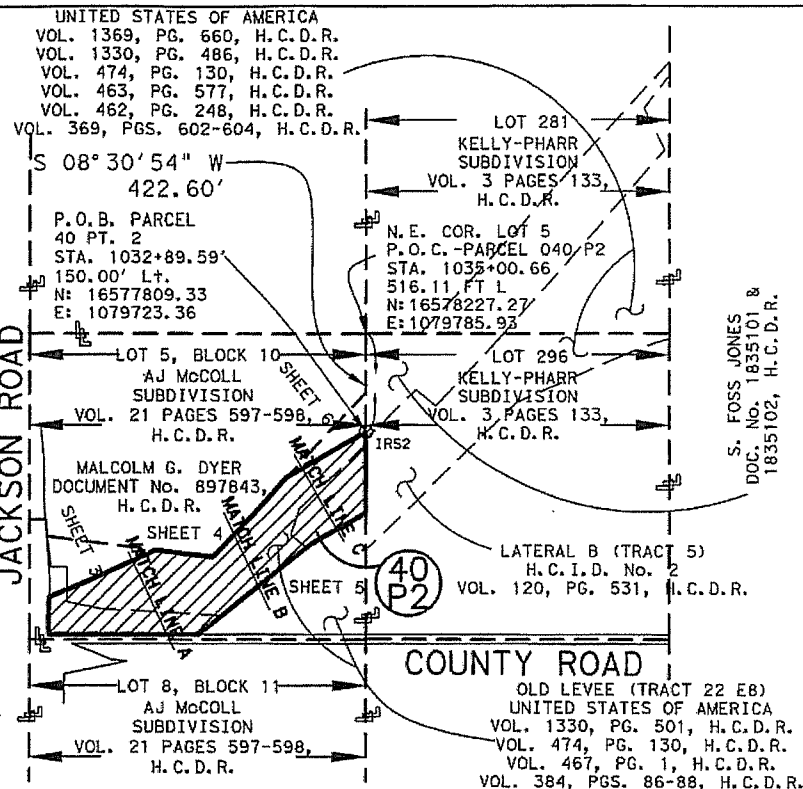 UNITED STATES OF AMERICA
VOL. 1369, PG. 660, H.C.D.R.
VOL. 1330, PG. 486, H.C.D.R.
VOL. 474, PG. 130, H.C.D.R.
VOL. 463, PG. 577, H.C.D.R.
VOL. 462, PG. 248, H.C.D.R.
VOL. 369, PGS. 602-604, H.C.D.R.
S 08°30'54" W
422.60'
P.O.B. PARCEL
40 PT. 2
STA. 1032+89.59'
150.00' Lt.
N: 16577809.33
E: 1079723.36
LOT 281
KELLY-PHARR
SUBDIVISION
VOL. 3 PAGES 133,
H.C.D.R.
N.E. COR. LOT 5
P.O.C.-PARCEL 040 P2
STA. 1035+00.66
516.11 FT L
N: 16578227.27
E: 1079785.93
JACKSON ROAD
LOT 5, BLOCK 10
AJ McCOLL
SUBDIVISION
VOL. 21 PAGES 597-598,
H.C.D.R.
LOT 296
KELLY-PHARR
SUBDIVISION
VOL. 3 PAGES 133,
H.C.D.R.
S. FOSS JONES
DOC. No. 1835101 &
1835102, H.C.D.R.
SHEET 6
IRS2
MALCOLM G. DYER
DOCUMENT No. 897843,
H.C.D.R.
SHEET 3
SHEET 4
MATCH LINE A
MATCH LINE B
MATCH LINE C
SHEET 5
40
P2
LATERAL B (TRACT 5)
H.C.I.D. No. 2
VOL. 120, PG. 531, H.C.D.R.
COUNTY ROAD
LOT 8, BLOCK 11
AJ McCOLL
SUBDIVISION
VOL. 21 PAGES 597-598,
H.C.D.R.
OLD LEVEE (TRACT 22 E8)
UNITED STATES OF AMERICA
VOL. 1330, PG. 501, H.C.D.R.
VOL. 474, PG. 130, H.C.D.R.
VOL. 467, PG. 1, H.C.D.R.
VOL. 384, PGS. 86-88, H.C.D.R.